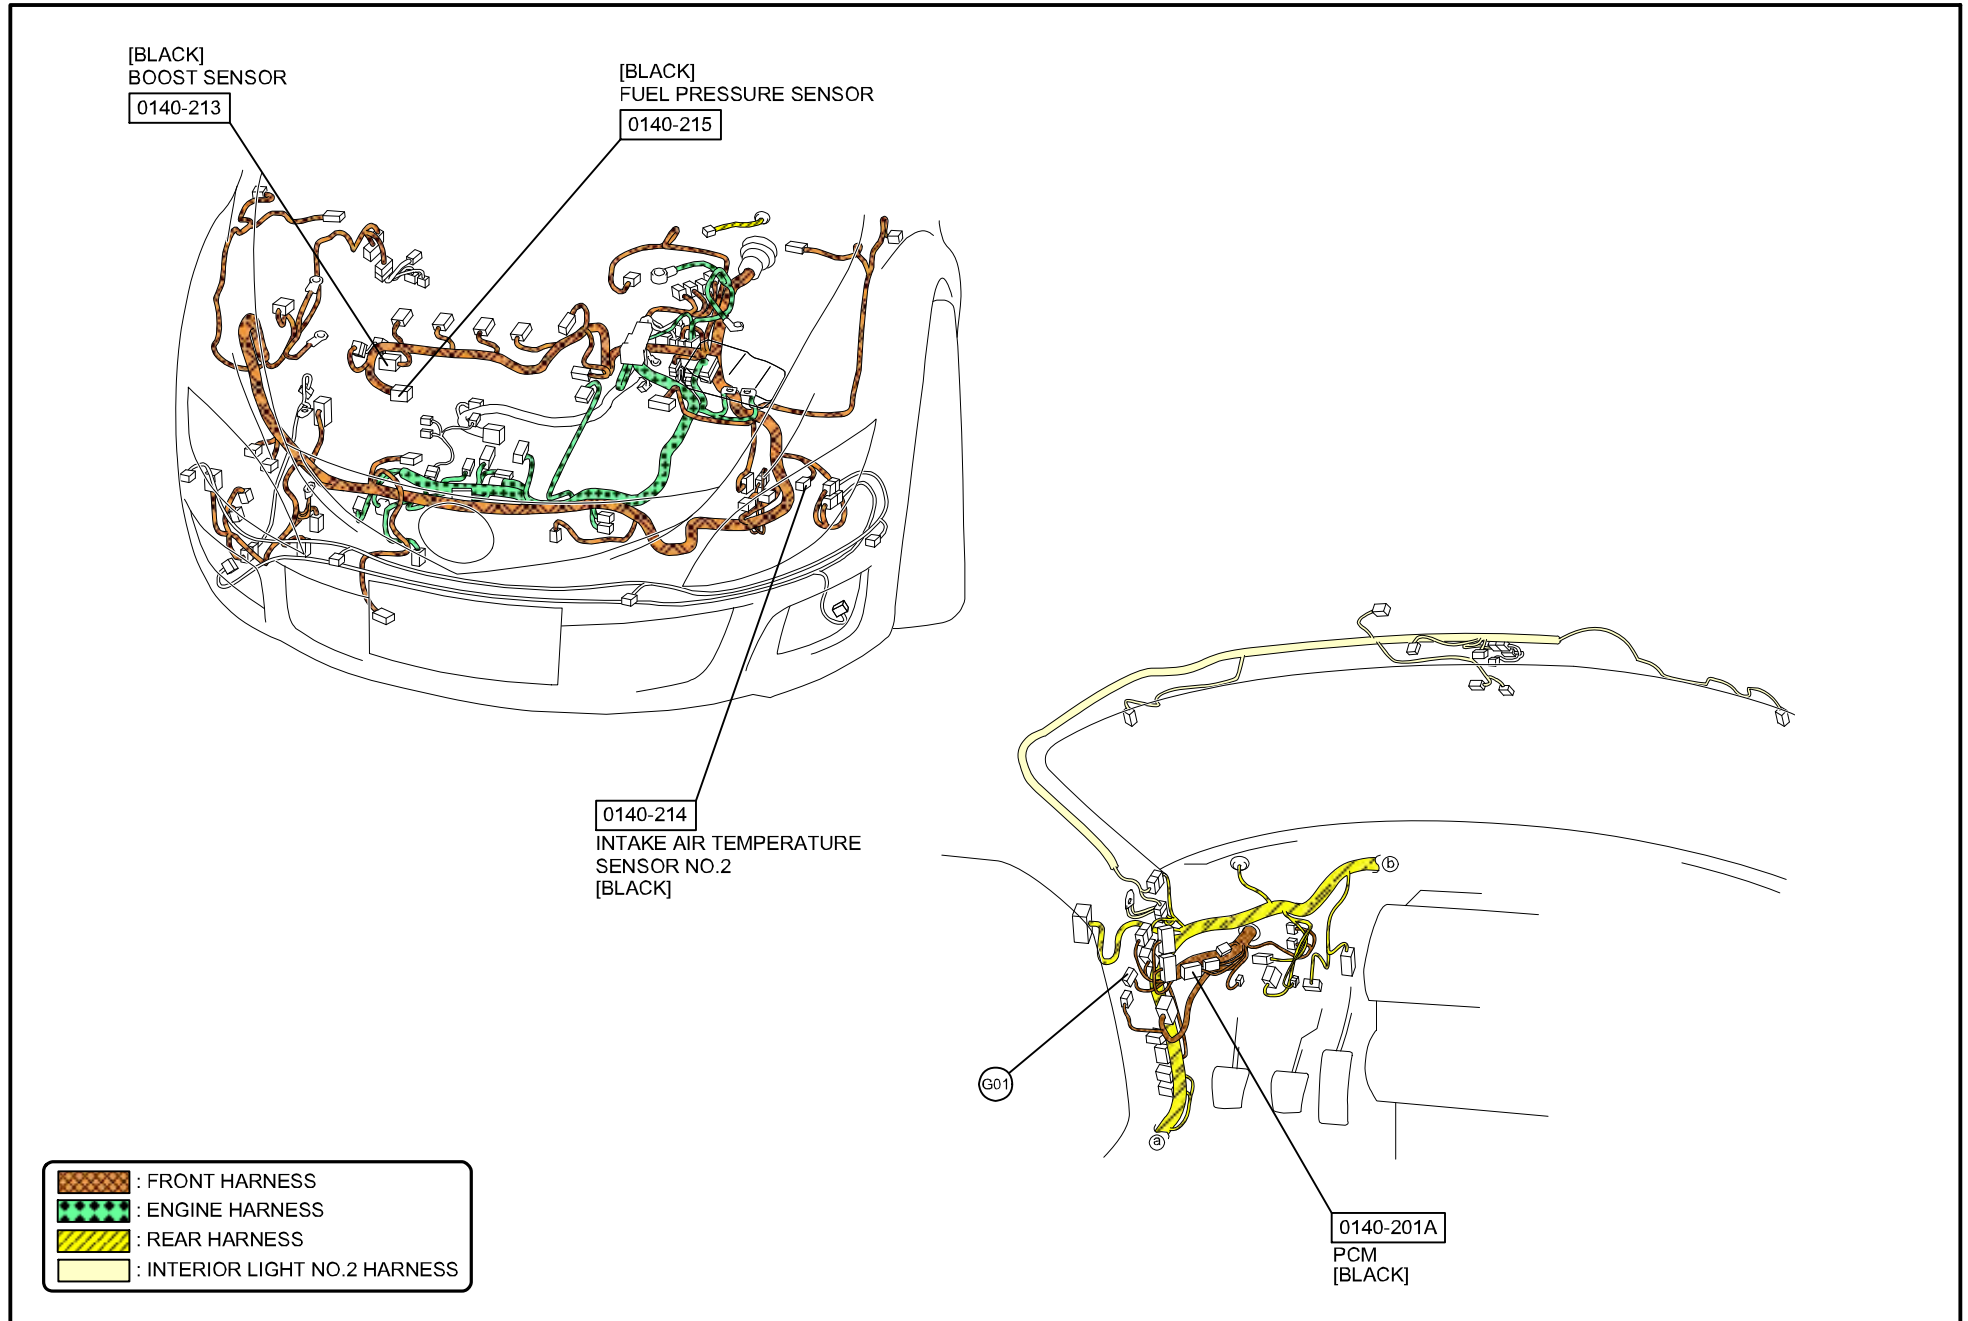 [BLACK]
BOOST SENSOR
0140-213
[BLACK]
FUEL PRESSURE SENSOR
0140-215
0140-214
INTAKE AIR TEMPERATURE
SENSOR NO.2
[BLACK]
b
G01
a
0140-201A
PCM
[BLACK]
: FRONT HARNESS
: ENGINE HARNESS
: REAR HARNESS
: INTERIOR LIGHT NO.2 HARNESS